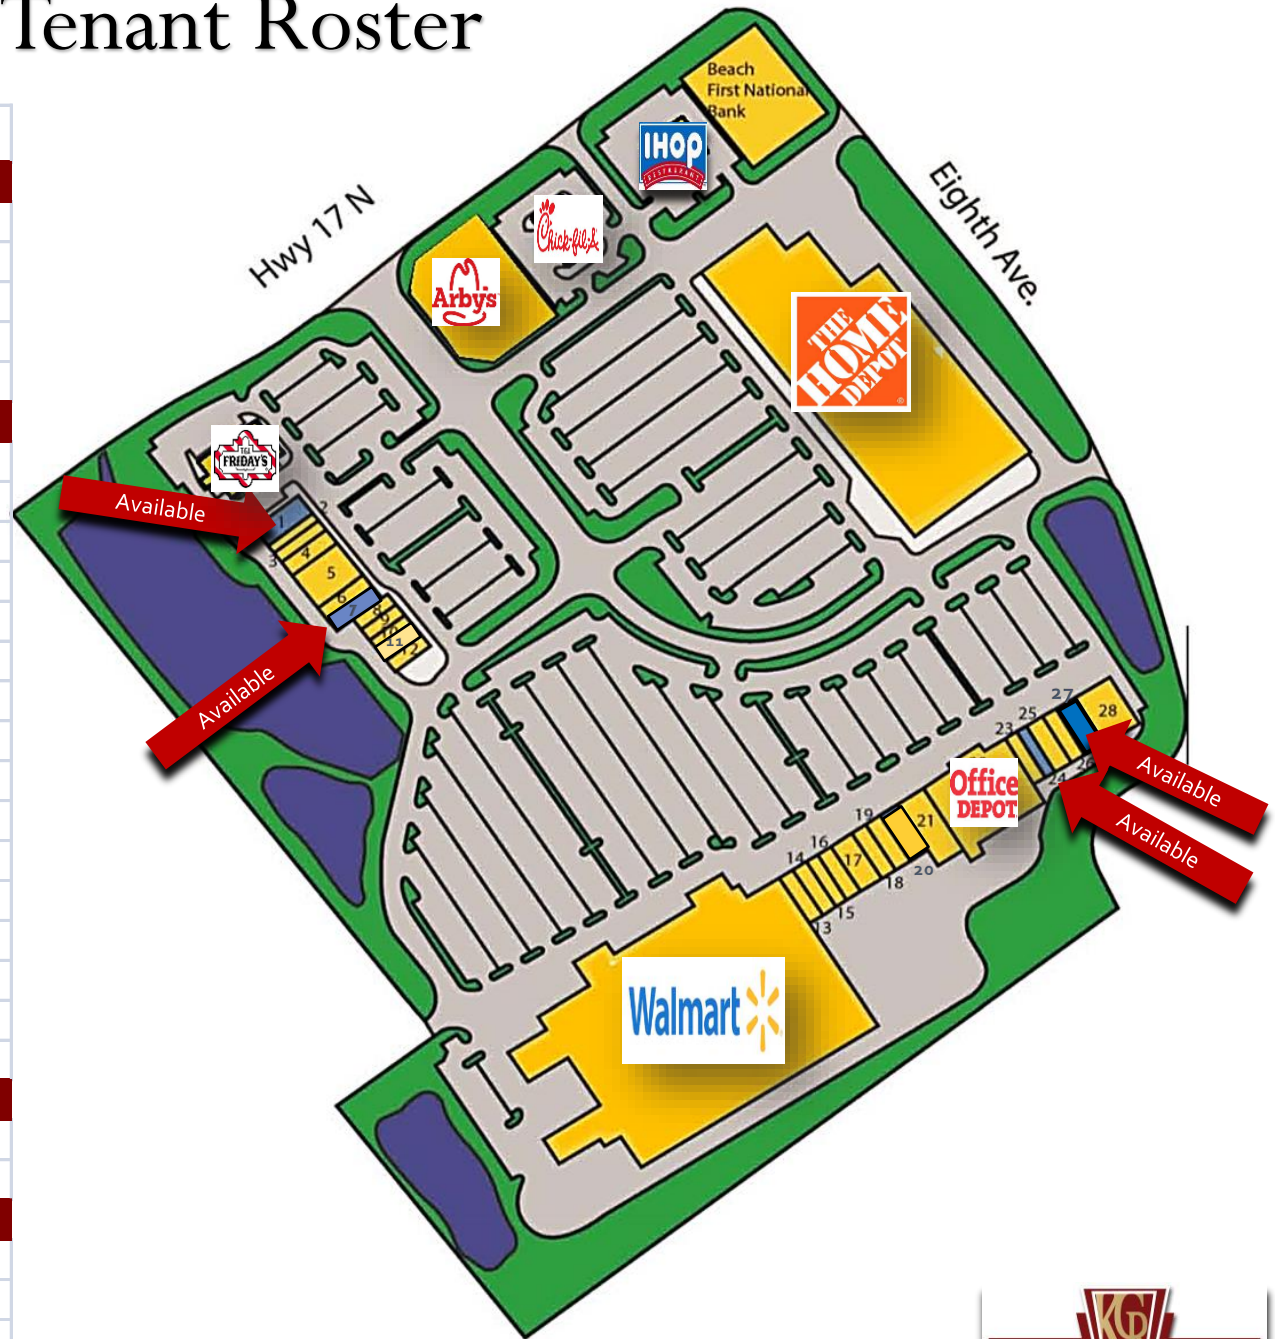 Tenant Roster
Beach
First National
Bank
IHOP
RESTAURANT
Hwy 17 N
Eighth Ave.
Chick-fil-A
Arby's
THE
HOME
DEPOT
T.G.I.
FRIDAY'S
Available
1
2
3
4
5
6
7
8
9
10
11
12
Available
27
28
25
23
26
24
Available
Available
Office
DEPOT
19
21
16
14
17
20
18
15
13
Walmart
KGD